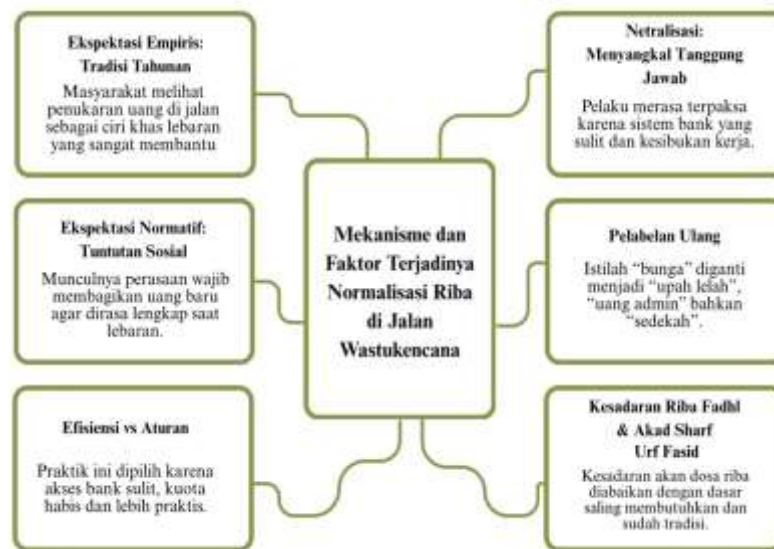 Ekspektasi Empiris:
Tradisi Tahunan
Masyarakat melihat
penukaran uang di jalan
sebagai ciri khas lebaran
yang sangat membantu
Ekspektasi Normatif:
Tuntutan Sosial
Munculnya perasaan wajib
membagikan uang baru
agar dirasa lengkap saat
lebaran.
Efisiensi vs Aturan
Praktik ini dipilih karena
akses bank sulit, kuota
habis dan lebih praktis.
Mekanisme dan
Faktor Terjadinya
Normalisasi Riba
di Jalan
Wastukencana
Netralisasi:
Menyangkal Tanggung
Jawab
Pelaku merasa terpaksa
karena sistem bank yang
sulit dan kesibukan kerja.
Pelabelan Ulang
Istilah “bunga” diganti
menjadi “upah lelah”,
“uang admin” bahkan
“sedekah”.
Kesadaran Riba Fadhl
& Akad Sharf
Urf Fasid
Kesadaran akan dosa riba
diabaikan dengan dasar
saling membutuhkan dan
sudah tradisi.